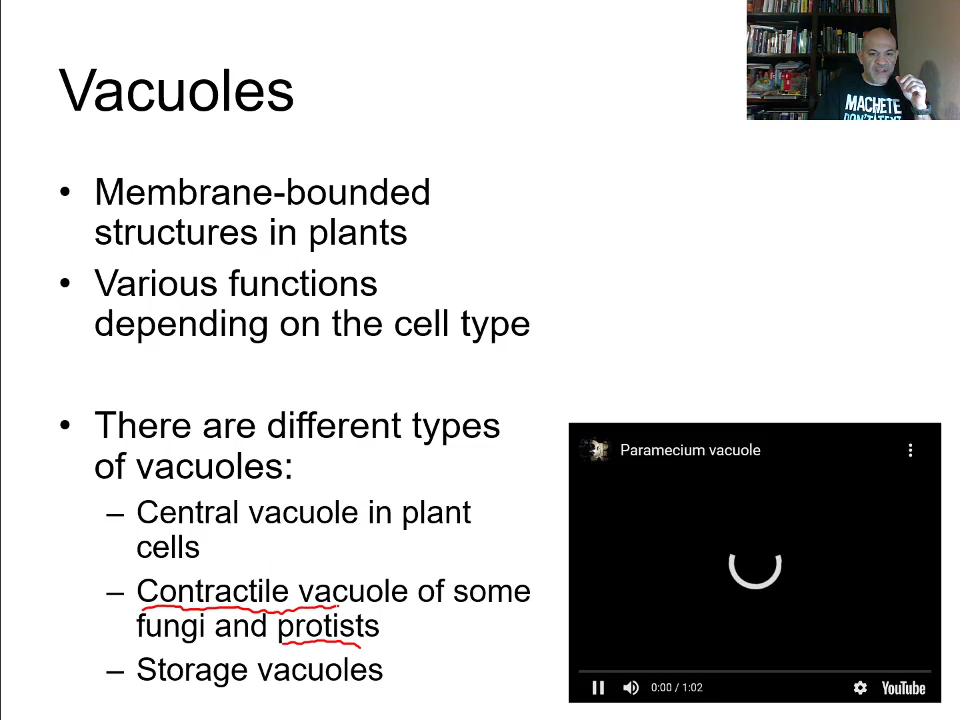 Vacuoles
MACHETE
DON'T TEXT
• Membrane-bounded
structures in plants
• Various functions
depending on the cell type
• There are different types
of vacuoles:
– Central vacuole in plant
cells
– Contractile vacuole of some
fungi and protists
– Storage vacuoles
Paramecium vacuole
0:00 / 1:02
YouTube